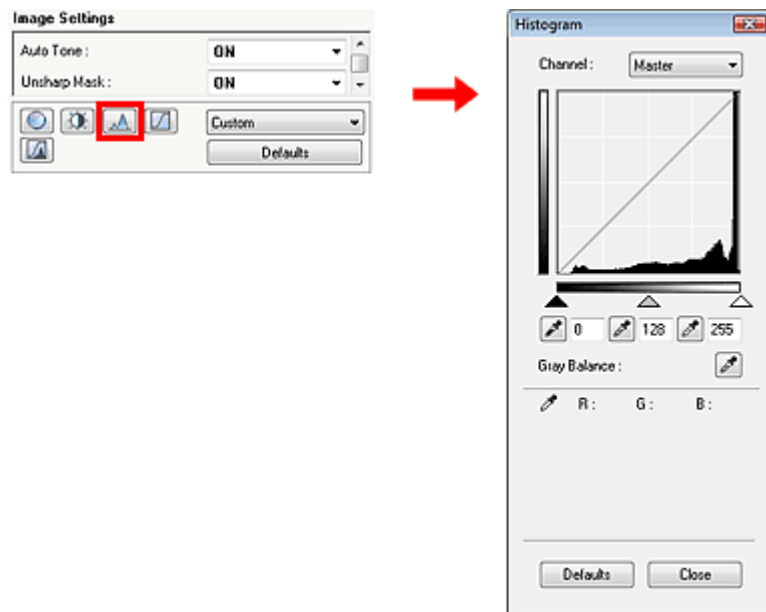 Image Settings
Auto Tone : ON
Unsharp Mask : ON
Custom
Defaults
Histogram
Channel : Master
0 128 255
Gray Balance :
R : G : B :
Defaults Close